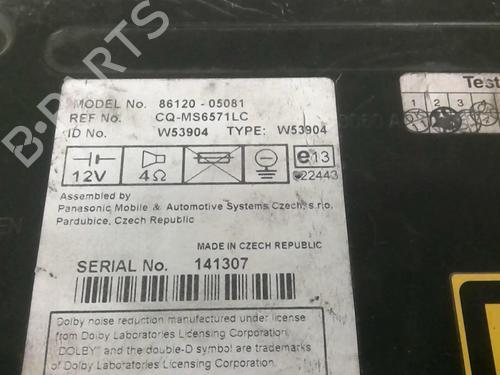 B-Parts
MODEL No. 86120 - 05081
REF No. CQ-MS6571LC
ID No. W53904 TYPE: W53904
12V 4Ω e13
022443
Assembled by
Panasonic Mobile & Automotive Systems Czech, s.r.o.
Pardubice, Czech Republic
MADE IN CZECH REPUBLIC
SERIAL No. 141307
Dolby noise reduction manufactured under license
from Dolby Laboratories Licensing Corporation.
"DOLBY" and the double-D symbol are trademarks
of Dolby Laboratories Licensing Corporation.
Test
1 2 3